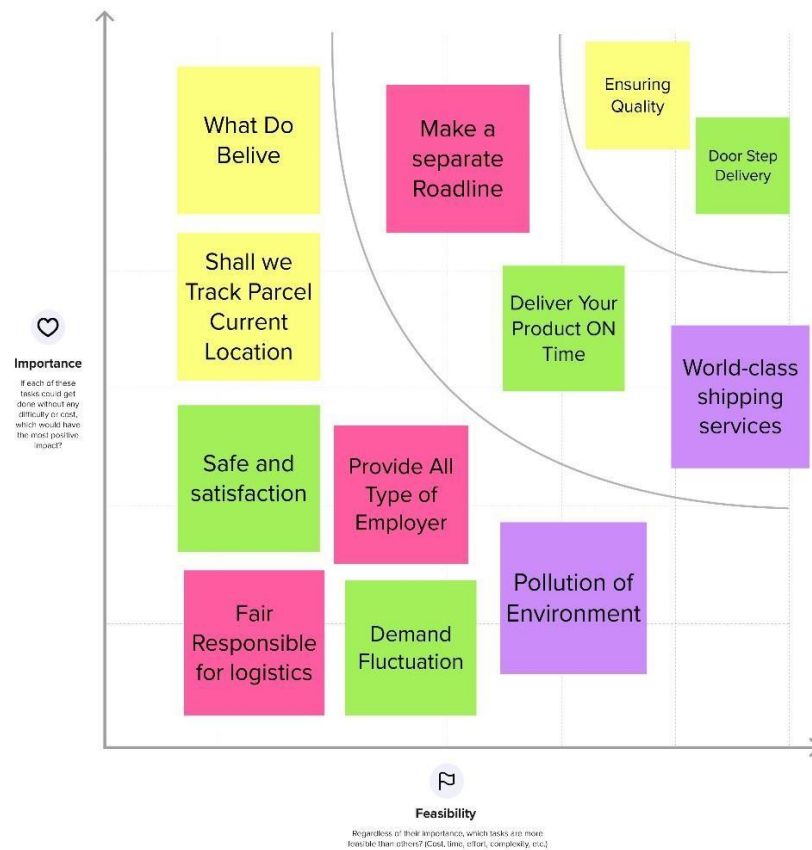 What Do
Belive
Make a
separate
Roadline
Ensuring
Quality
Door Step
Delivery
Shall we
Track Parcel
Current
Location
Deliver Your
Product ON
Time
World-class
shipping
services
Importance
If each of these
tasks could get
done without any
difficulty or cost,
which would have
the most positive
impact?
Safe and
satisfaction
Provide All
Type of
Employer
Pollution of
Environment
Fair
Responsible
for logistics
Demand
Fluctuation
Feasibility
Regardless of their importance, which tasks are more
feasible than others? (Cost, time, effort, complexity, etc.)